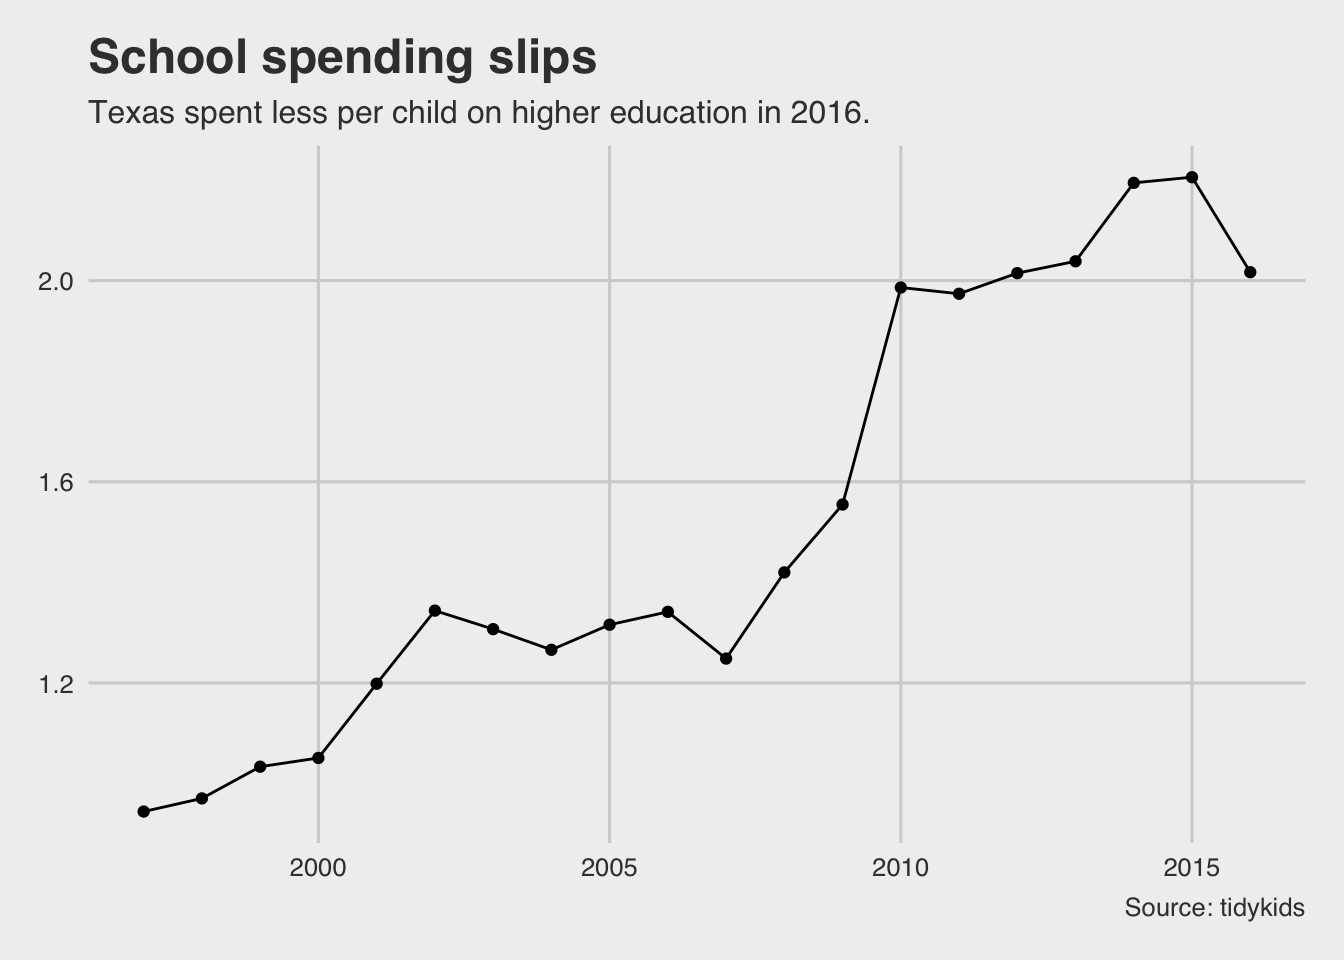 School spending slips
Texas spent less per child on higher education in 2016.
2.0
1.6
1.2
2000 2005 2010 2015
Source: tidykids